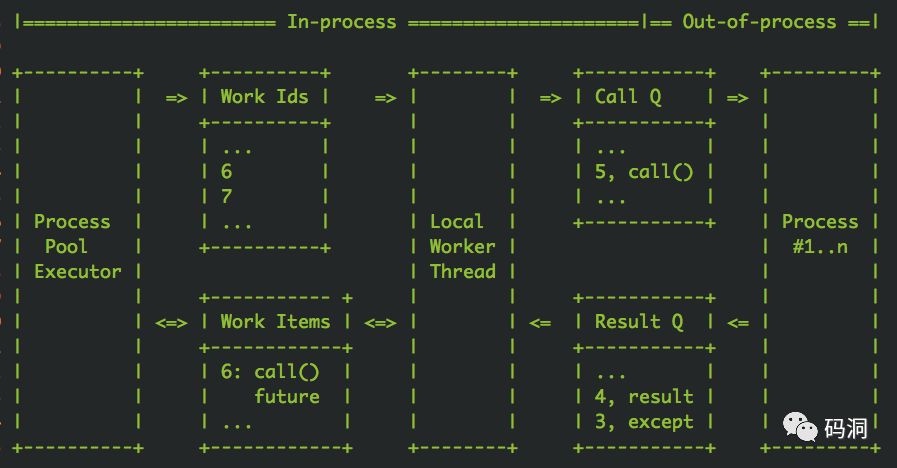 |======================= In-process =====================|== Out-of-process ==|
+----------+     +----------+       +--------+     +-----------+    +---------+
|          |  => | Work Ids |    => |        |  => | Call Q    | => |         |
|          |     +----------+       |        |     +-----------+    |         |
|          |     | ...      |       |        |     | ...       |    |         |
|          |     | 6        |       |        |     | 5, call() |    |         |
|          |     | 7        |       |        |     | ...       |    |         |
| Process  |     | ...      |       | Local  |     +-----------+    | Process |
|  Pool    |     +----------+       | Worker |                      |  #1..n  |
| Executor |                        | Thread |                      |         |
|          |     +----------- +     |        |     +-----------+    |         |
|          | <=> | Work Items | <=> |        | <=  | Result Q  | <= |         |
|          |     +------------+     |        |     +-----------+    |         |
|          |     | 6: call()  |     |        |     | ...       |    |         |
|          |     |    future  |     |        |     | 4, result |    |         |
|          |     | ...        |     |        |     | 3, except |    |         |
+----------+     +------------+     +--------+     +-----------+    +---------+
码洞